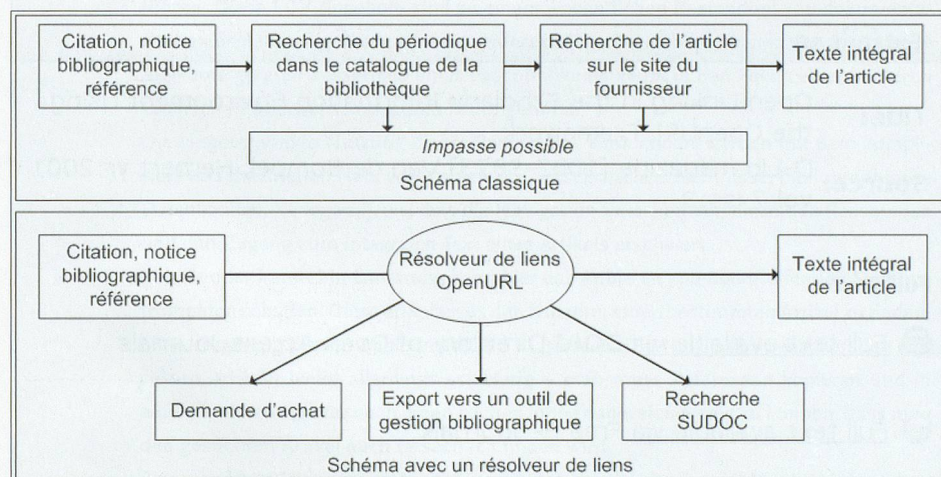 Citation, notice
bibliographique,
référence
Recherche du périodique
dans le catalogue de la
bibliothèque
Recherche de l'article
sur le site du
fournisseur
Texte intégral
de l'article
Impasse possible
Schéma classique
Citation, notice
bibliographique,
référence
Résolveur de liens
OpenURL
Texte intégral
de l'article
Demande d'achat
Export vers un outil de
gestion bibliographique
Recherche
SUDOC
Schéma avec un résolveur de liens